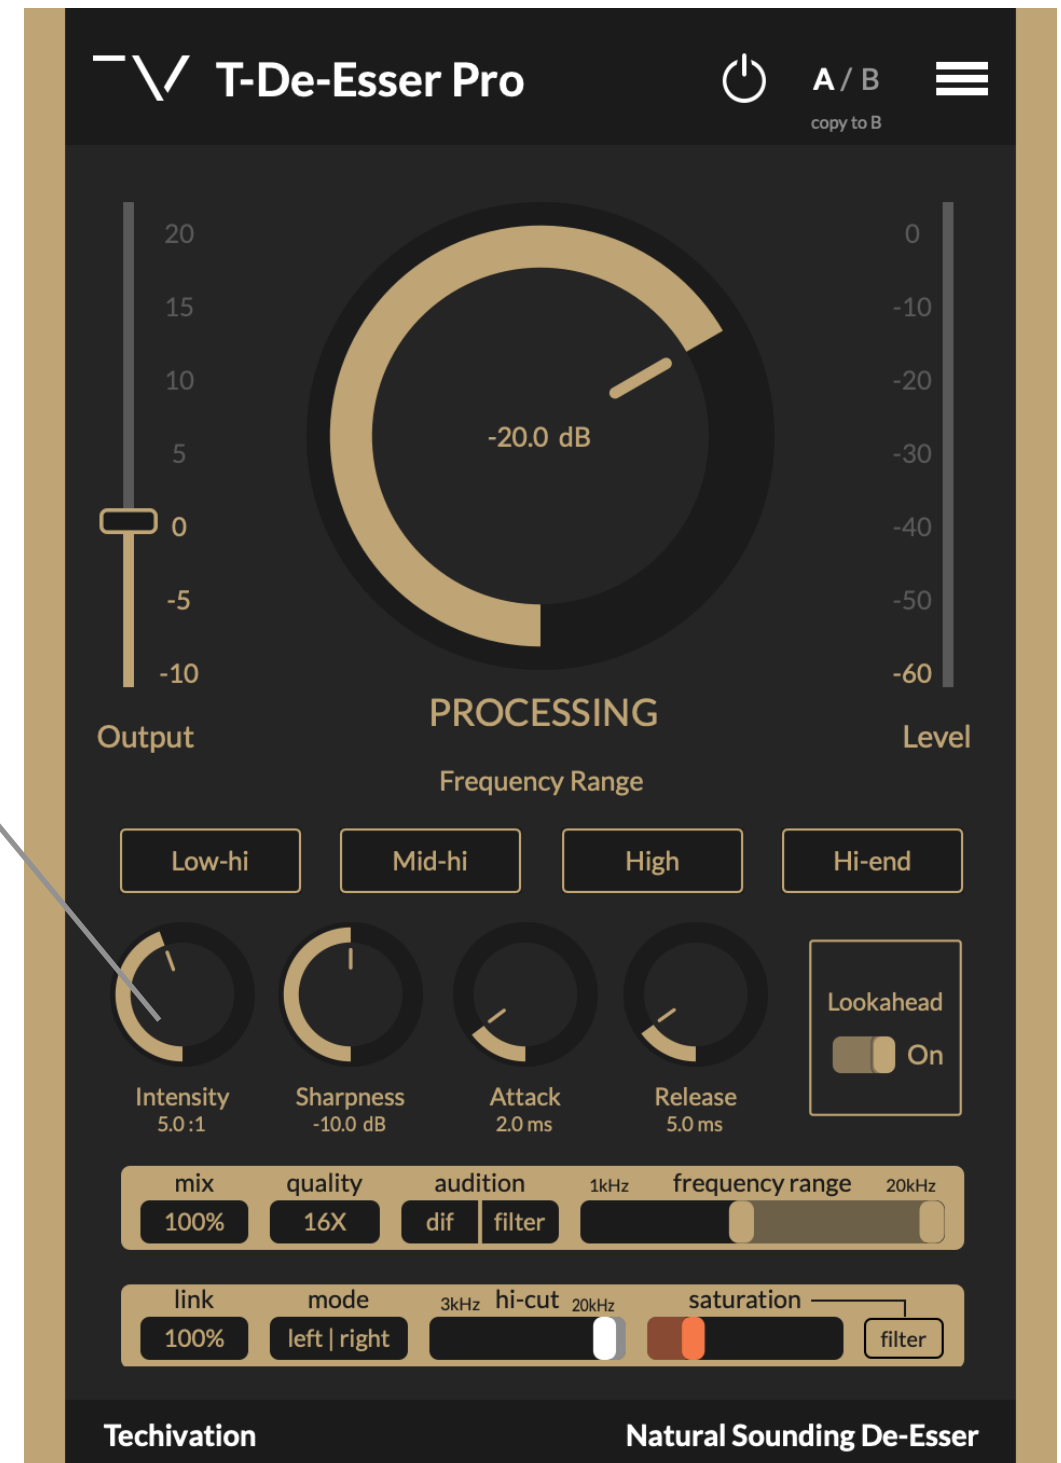 T-De-Esser Pro
A / B
copy to B
20
15
10
5
0
-5
-10
Output
-20.0 dB
PROCESSING
0
-10
-20
-30
-40
-50
-60
Level
Frequency Range
Low-hi Mid-hi High Hi-end
Intensity Sharpness Attack Release
5.0 :1 -10.0 dB 2.0 ms 5.0 ms
Lookahead
On
mix quality audition 1kHz frequency range 20kHz
100% 16X dif filter
link mode 3kHz hi-cut 20kHz saturation
100% left | right filter
Techivation Natural Sounding De-Esser